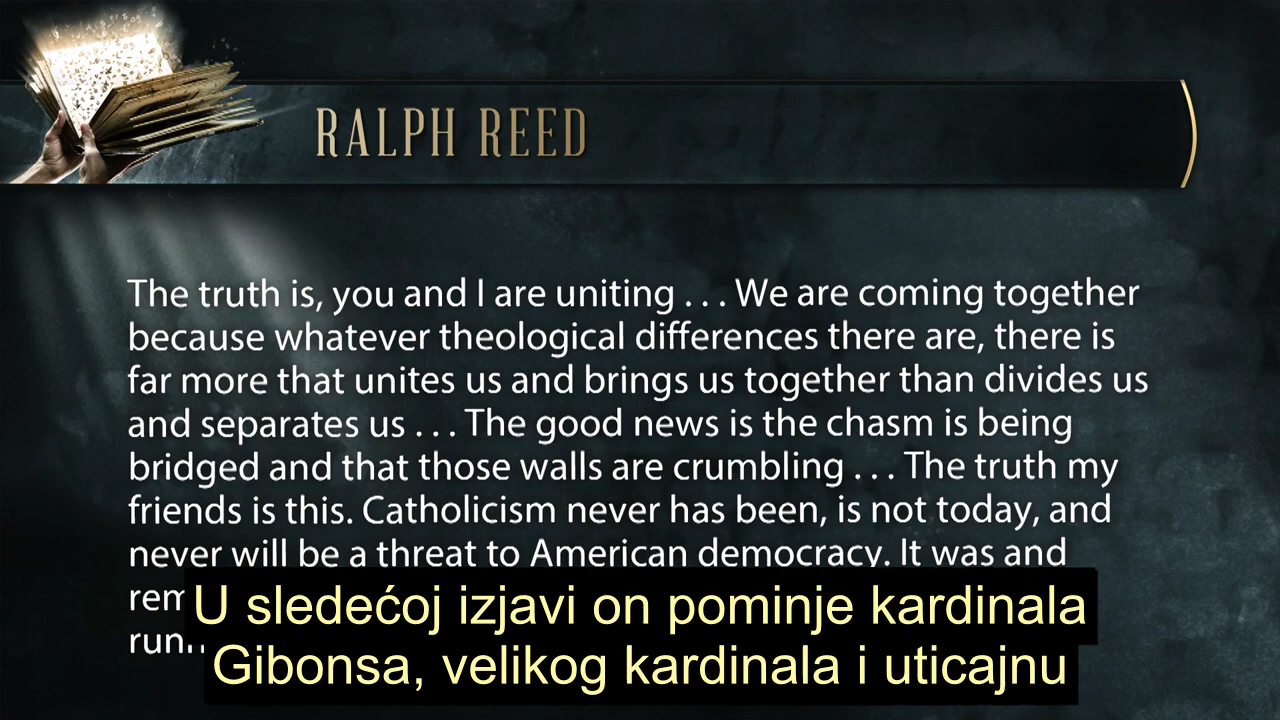 RALPH REED
The truth is, you and I are uniting . . . We are coming together
because whatever theological differences there are, there is
far more that unites us and brings us together than divides us
and separates us . . . The good news is the chasm is being
bridged and that those walls are crumbling . . . The truth my
friends is this. Catholicism never has been, is not today, and
never will be a threat to American democracy. It was and
U sledećoj izjavi on pominje kardinala
Gibonsa, velikog kardinala i uticajnu